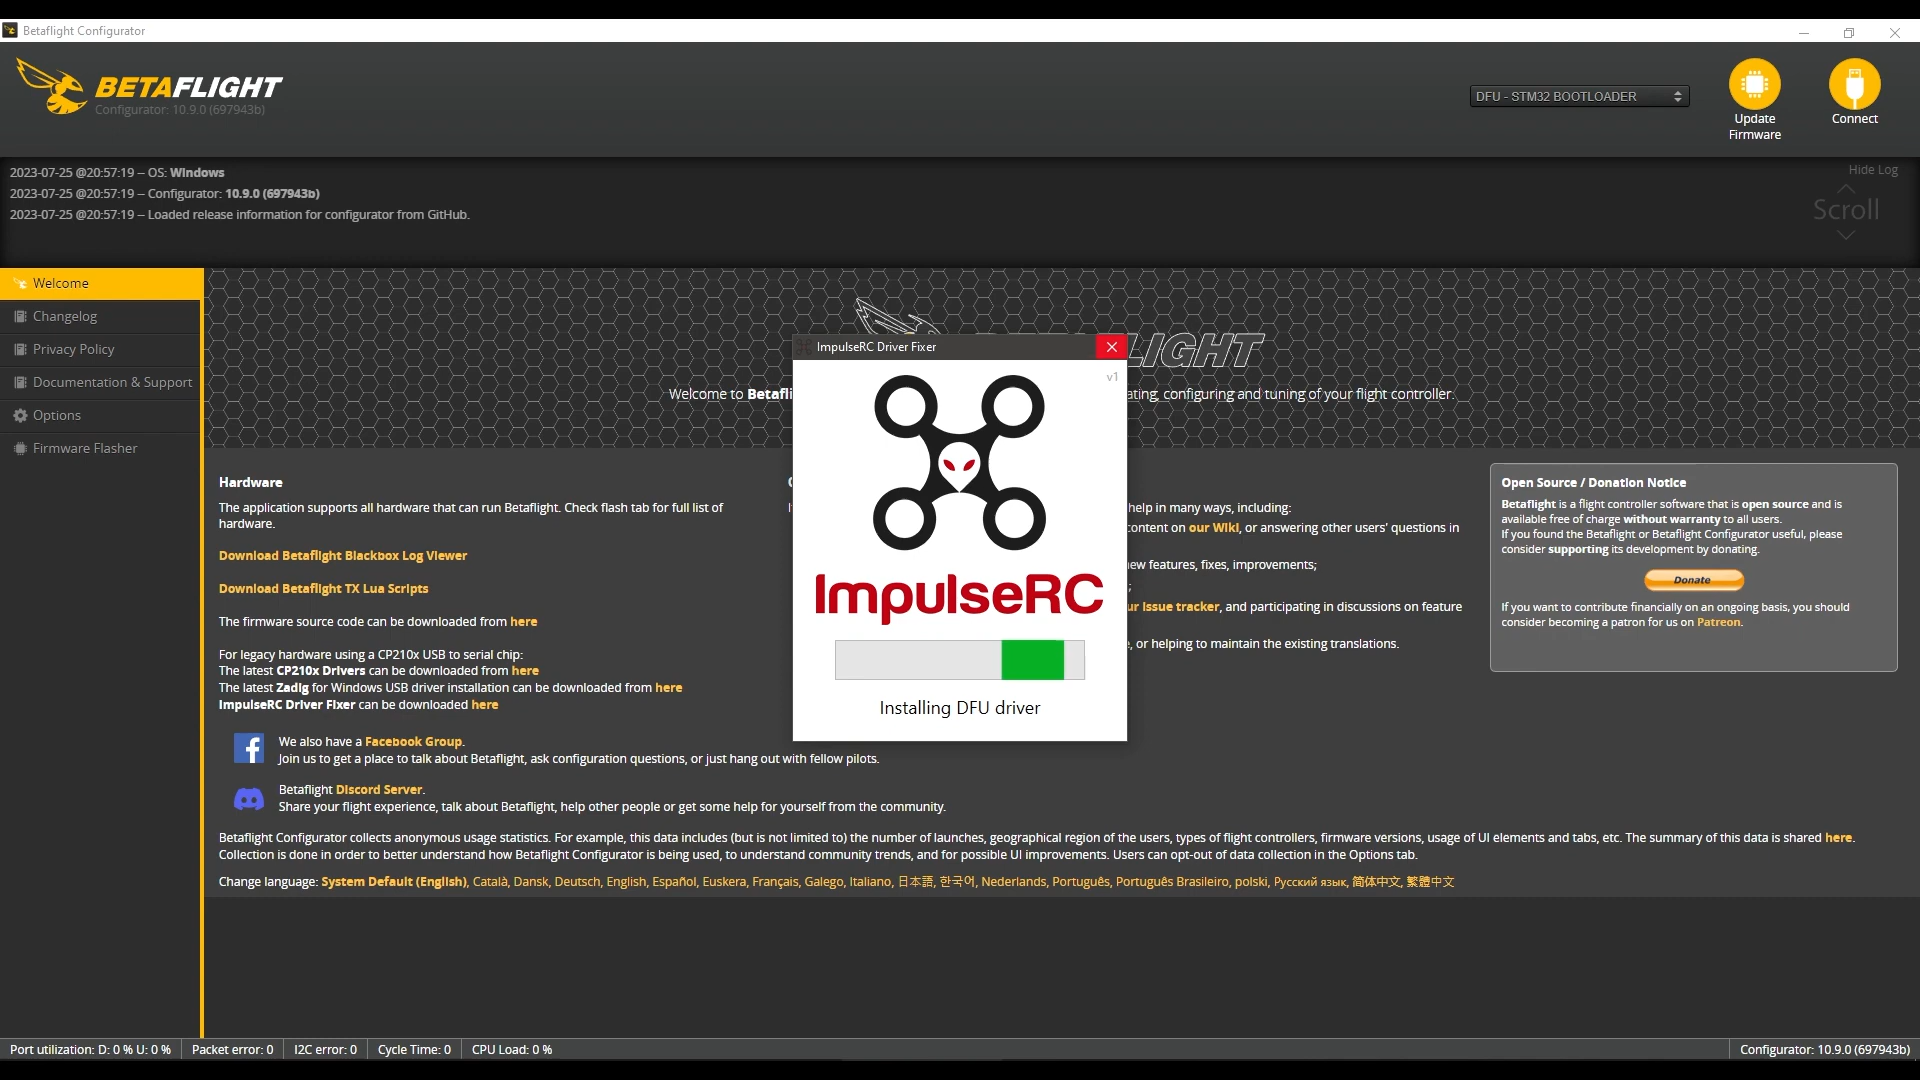 Betaflight Configurator
BETAFLIGHT
Configurator: 10.9.0 (697943b)
DFU - STM32 BOOTLOADER
Update
Firmware
Connect
2023-07-25 @20:57:19 -- OS: Windows
2023-07-25 @20:57:19 -- Configurator: 10.9.0 (697943b)
2023-07-25 @20:57:19 -- Loaded release information for configurator from GitHub.
Hide Log
Scroll
Welcome
Changelog
Privacy Policy
Documentation & Support
Options
Firmware Flasher
LIGHT
Welcome to Betafli
ating, configuring and tuning of your flight controller.
ImpulseRC Driver Fixer
v1
ImpulseRC
Installing DFU driver
Hardware
The application supports all hardware that can run Betaflight. Check flash tab for full list of
hardware.
Download Betaflight Blackbox Log Viewer
Download Betaflight TX Lua Scripts
The firmware source code can be downloaded from here
For legacy hardware using a CP210x USB to serial chip:
The latest CP210x Drivers can be downloaded from here
The latest Zadig for Windows USB driver installation can be downloaded from here
ImpulseRC Driver Fixer can be downloaded here
help in many ways, including:
content on our Wiki, or answering other users' questions in
new features, fixes, improvements;
ur issue tracker, and participating in discussions on feature
, or helping to maintain the existing translations.
Open Source / Donation Notice
Betaflight is a flight controller software that is open source and is
available free of charge without warranty to all users.
If you found the Betaflight or Betaflight Configurator useful, please
consider supporting its development by donating.
Donate
If you want to contribute financially on an ongoing basis, you should
consider becoming a patron for us on Patreon.
We also have a Facebook Group.
Join us to get a place to talk about Betaflight, ask configuration questions, or just hang out with fellow pilots.
Betaflight Discord Server.
Share your flight experience, talk about Betaflight, help other people or get some help for yourself from the community.
Betaflight Configurator collects anonymous usage statistics. For example, this data includes (but is not limited to) the number of launches, geographical region of the users, types of flight controllers, firmware versions, usage of UI elements and tabs, etc. The summary of this data is shared here.
Collection is done in order to better understand how Betaflight Configurator is being used, to understand community trends, and for possible UI improvements. Users can opt-out of data collection in the Options tab.
Change language: System Default (English), Català, Dansk, Deutsch, English, Español, Euskera, Français, Galego, Italiano, 日本語, 한국어, Nederlands, Português, Português Brasileiro, polski, Русский язык, 简体中文, 繁體中文
Port utilization: D: 0 % U: 0 %
Packet error: 0
I2C error: 0
Cycle Time: 0
CPU Load: 0 %
Configurator: 10.9.0 (697943b)